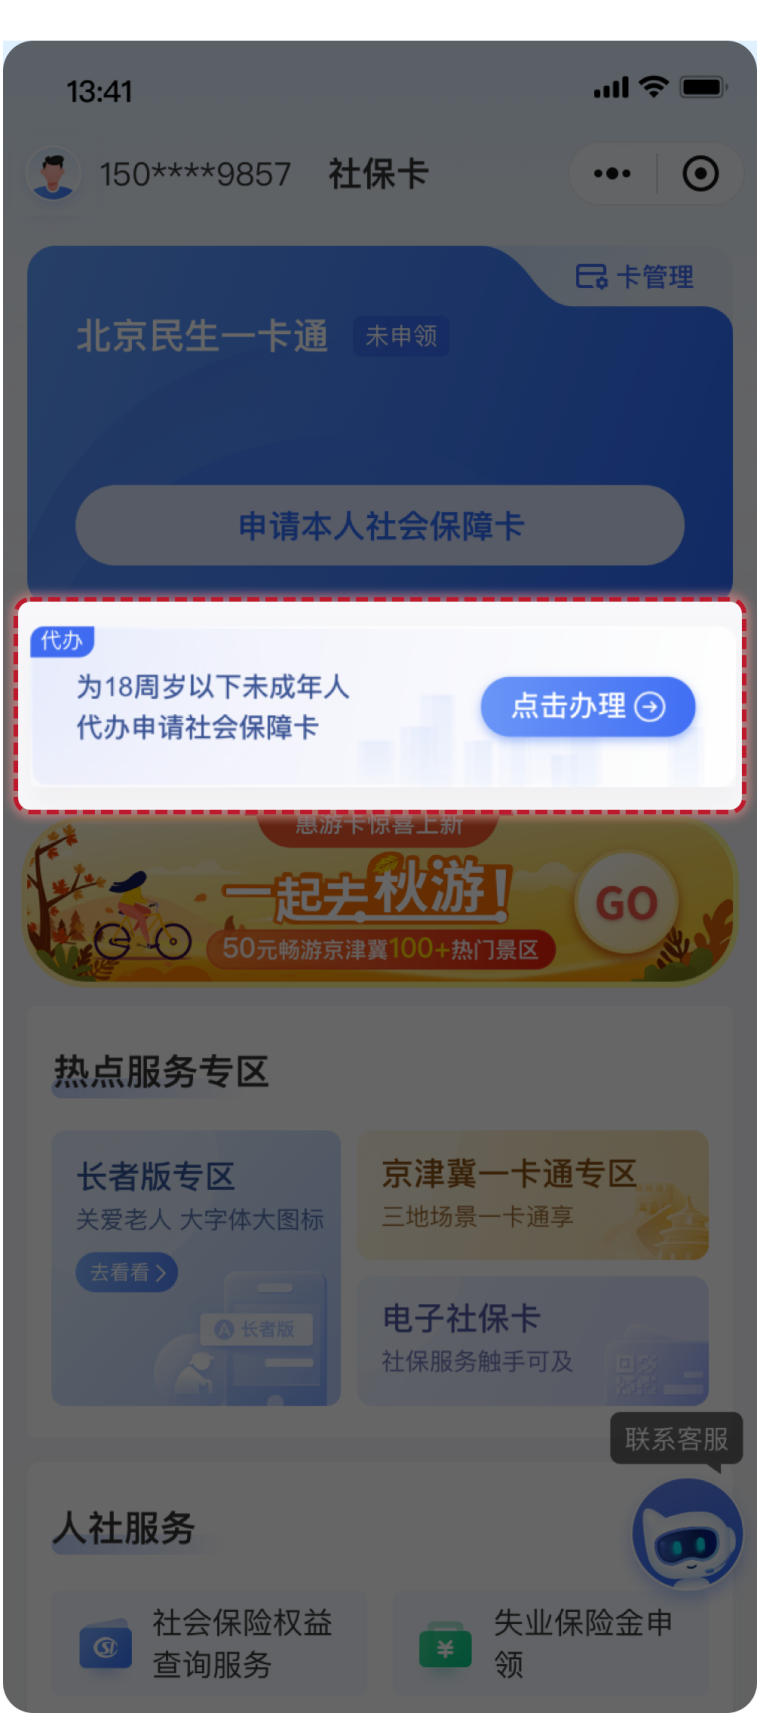 13:41
150****9857 社保卡
卡管理
北京民生一卡通 未申领
申请本人社会保障卡
代办
为18周岁以下未成年人
代办申请社会保障卡
点击办理
惠游卡惊喜上新
一起去秋游!
GO
50元畅游京津冀100+热门景区
热点服务专区
长者版专区
关爱老人 大字体大图标
去看看
长者版
京津冀一卡通专区
三地场景一卡通享
电子社保卡
社保服务触手可及
联系客服
人社服务
社会保险权益
查询服务
失业保险金申
领